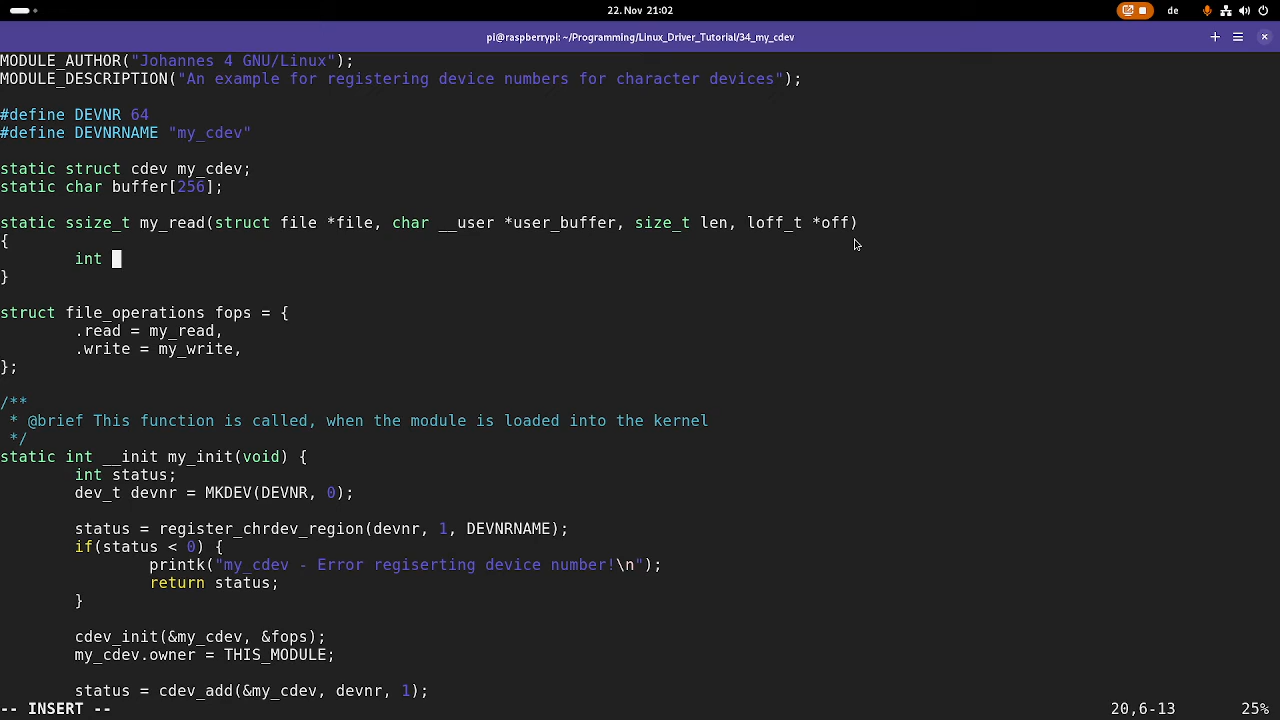 22. Nov 21:02
de
pi@raspberrypi: ~/Programming/Linux_Driver_Tutorial/34_my_cdev
MODULE_AUTHOR("Johannes 4 GNU/Linux");
MODULE_DESCRIPTION("An example for registering device numbers for character devices");
#define DEVNR 64
#define DEVNRNAME "my_cdev"
static struct cdev my_cdev;
static char buffer[256];
static ssize_t my_read(struct file *file, char __user *user_buffer, size_t len, loff_t *off)
{
int
}
struct file_operations fops = {
.read = my_read,
.write = my_write,
};
/**
* @brief This function is called, when the module is loaded into the kernel
*/
static int __init my_init(void) {
int status;
dev_t devnr = MKDEV(DEVNR, 0);
status = register_chrdev_region(devnr, 1, DEVNRNAME);
if(status < 0) {
printk("my_cdev - Error regiserting device number!\n");
return status;
}
cdev_init(&my_cdev, &fops);
my_cdev.owner = THIS_MODULE;
status = cdev_add(&my_cdev, devnr, 1);
-- INSERT --
20,6-13
25%